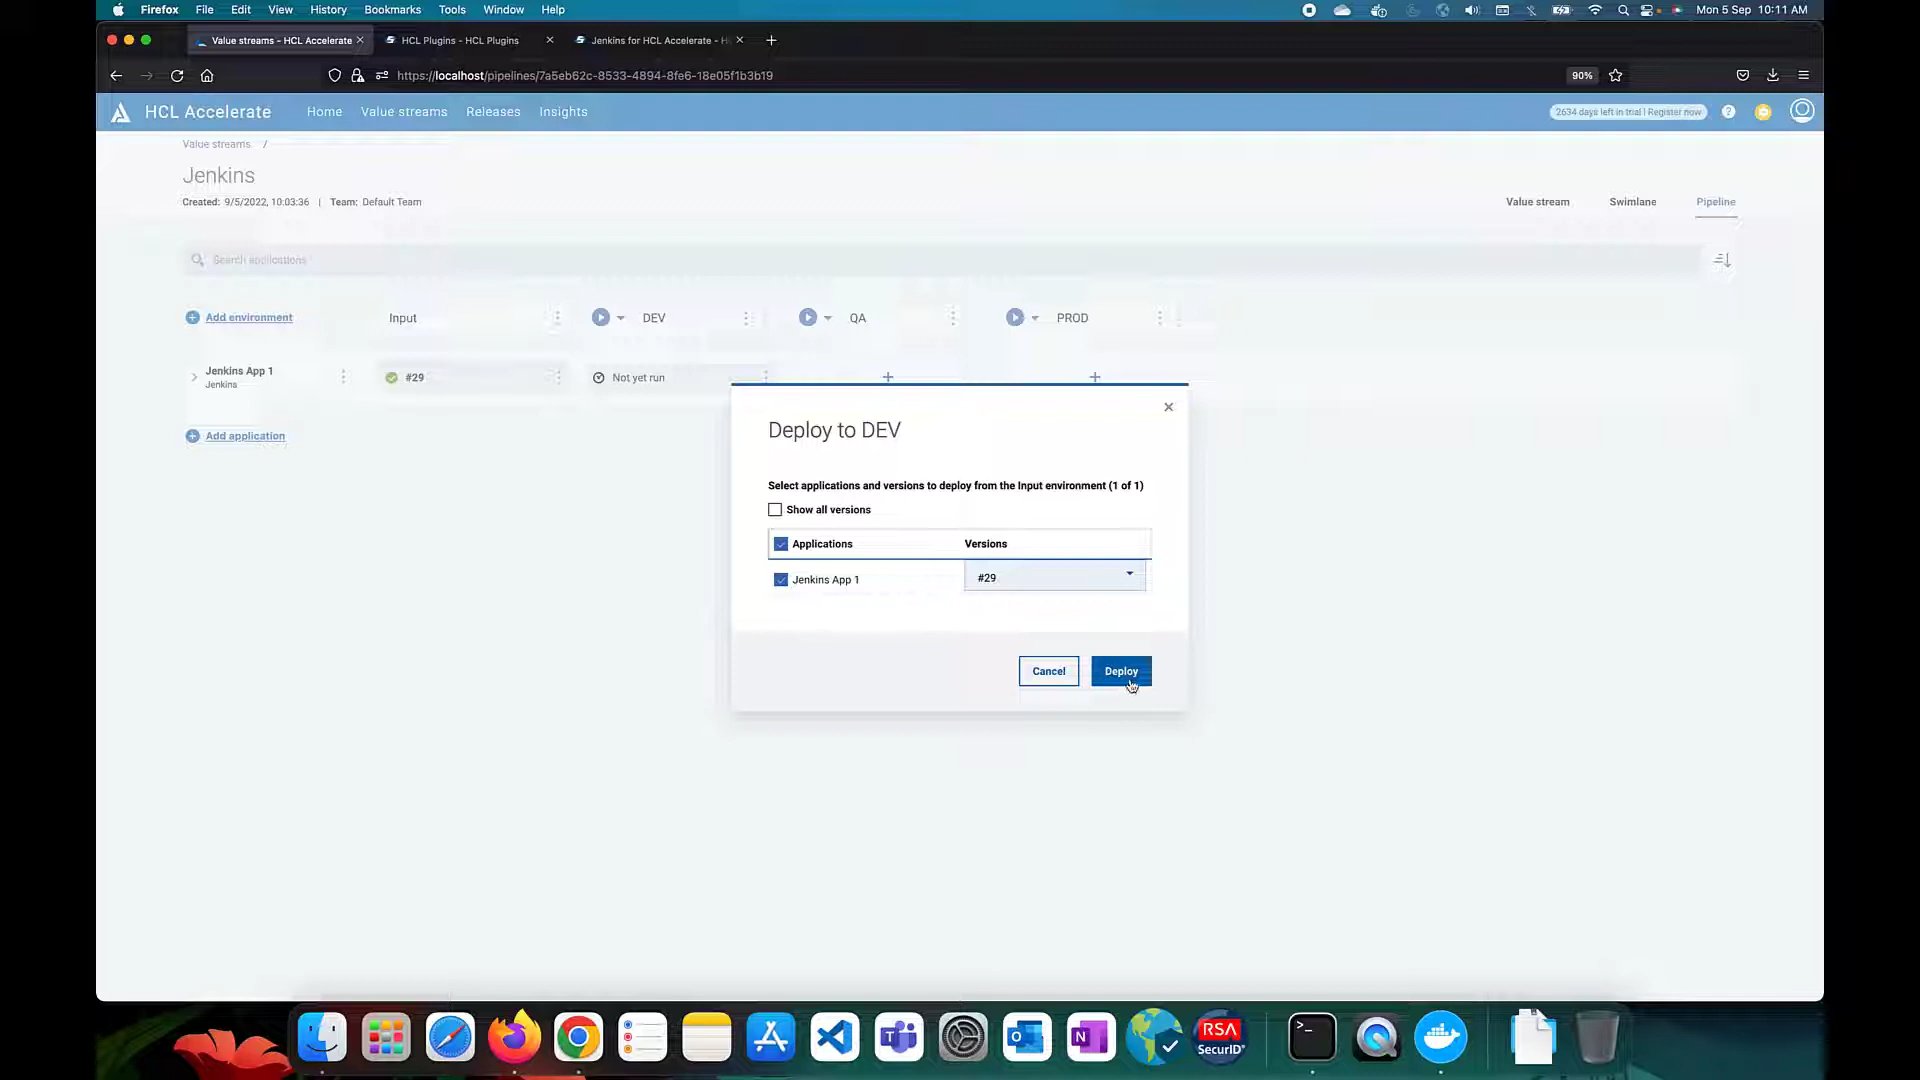 Firefox File Edit View History Bookmarks Tools Window Help Mon 5 Sep 10:11 AM
Value streams - HCL Accelerate HCL Plugins - HCL Plugins Jenkins for HCL Accelerate - H
https://localhost/pipelines/7a5eb62c-8533-4894-8fe6-18e05f1b3b19 90%
HCL Accelerate Home Value streams Releases Insights 2634 days left in trial | Register now
Value streams /
Jenkins
Created: 9/5/2022, 10:03:36 | Team: Default Team Value stream Swimlane Pipeline
Search applications
Add environment Input DEV QA PROD
Jenkins App 1 #29 Not yet run
Jenkins
Add application
Deploy to DEV
Select applications and versions to deploy from the Input environment (1 of 1)
Show all versions
Applications Versions
Jenkins App 1 #29
Cancel Deploy
RSA
SecurID